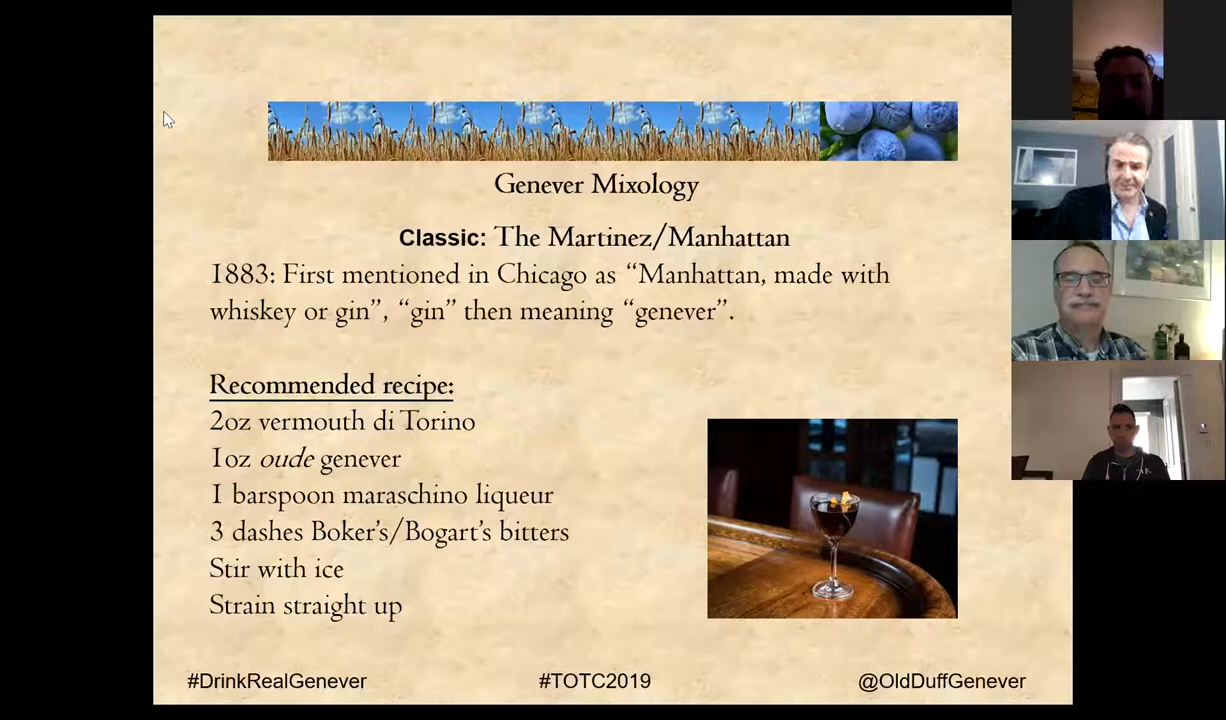 Genever Mixology
Classic: The Martinez/Manhattan
1883: First mentioned in Chicago as “Manhattan, made with
whiskey or gin”, “gin” then meaning “genever”.
Recommended recipe:
2oz vermouth di Torino
1oz oude genever
1 barspoon maraschino liqueur
3 dashes Boker’s/Bogart’s bitters
Stir with ice
Strain straight up
#DrinkRealGenever
#TOTC2019
@OldDuffGenever